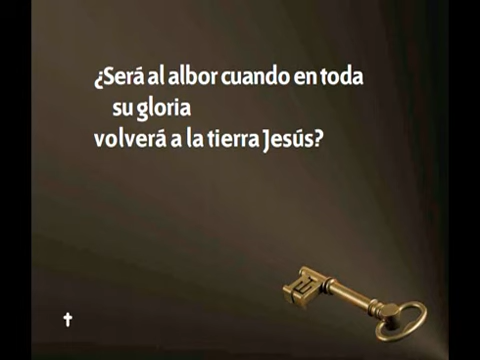 ¿Será al albor cuando en toda
su gloria
volverá a la tierra Jesús?